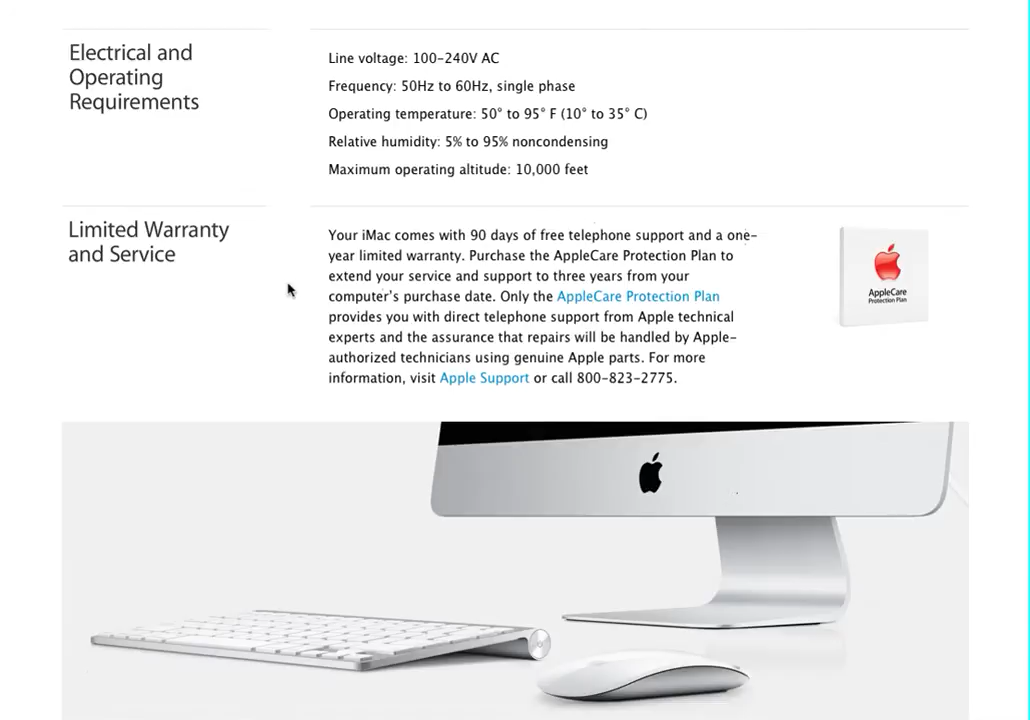 Electrical and
Operating
Requirements
Line voltage: 100-240V AC
Frequency: 50Hz to 60Hz, single phase
Operating temperature: 50° to 95° F (10° to 35° C)
Relative humidity: 5% to 95% noncondensing
Maximum operating altitude: 10,000 feet
Limited Warranty
and Service
Your iMac comes with 90 days of free telephone support and a one-
year limited warranty. Purchase the AppleCare Protection Plan to
extend your service and support to three years from your
computer's purchase date. Only the AppleCare Protection Plan
provides you with direct telephone support from Apple technical
experts and the assurance that repairs will be handled by Apple-
authorized technicians using genuine Apple parts. For more
information, visit Apple Support or call 800-823-2775.
AppleCare
Protection Plan